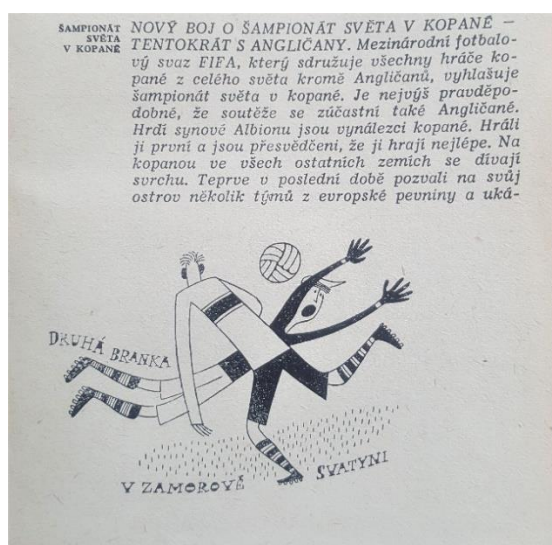 ŠAMPIONÁT
SVĚTA
V KOPANÉ
NOVÝ BOJ O ŠAMPIONÁT SVĚTA V KOPANÉ —
TENTOKRÁT S ANGLIČANY. Mezinárodní fotbalo-
vý svaz FIFA, který sdružuje všechny hráče ko-
pané z celého světa kromě Angličanů, vyhlašuje
šampionát světa v kopané. Je nejvýš pravděpo-
dobné, že soutěže se zúčastní také Angličané.
Hrdí synové Albionu jsou vynálezci kopané. Hráli
ji první a jsou přesvědčeni, že ji hrají nejlépe. Na
kopanou ve všech ostatních zemích se dívají
svrchu. Teprve v poslední době pozvali na svůj
ostrov několik týmů z evropské pevniny a uká-
DRUHÁ BRANKA
V ZAMOROVĚ
SVATYNI